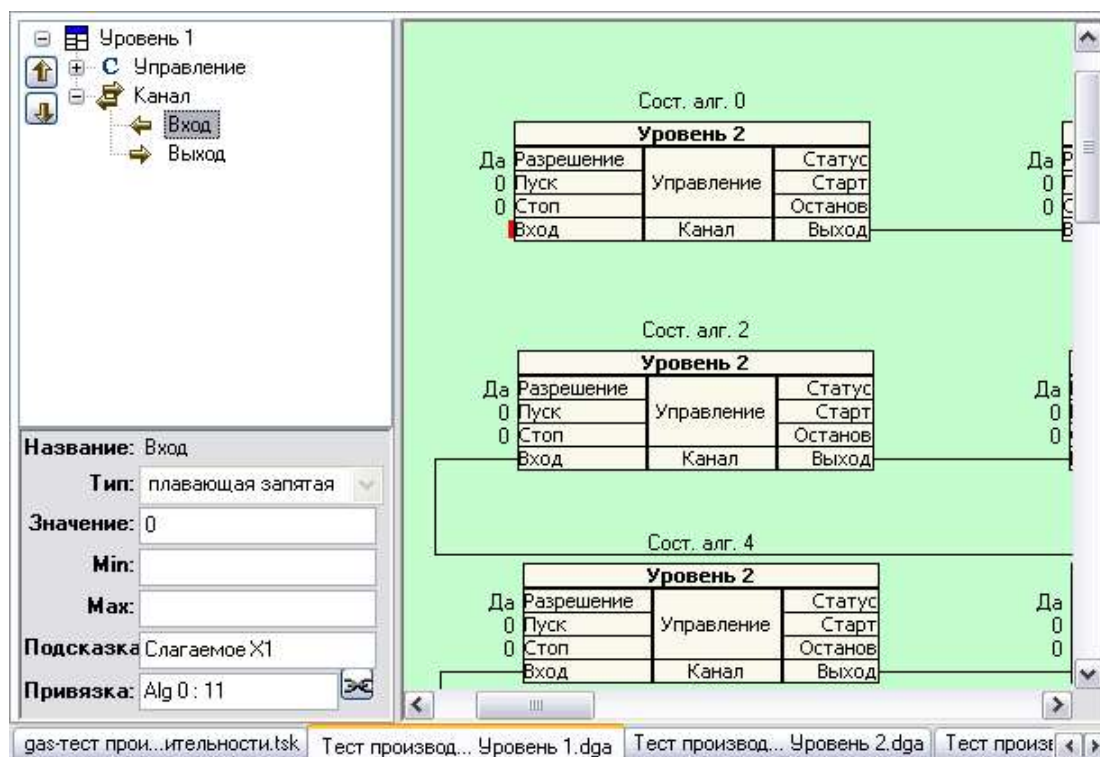 Уровень 1
С Управление
Канал
Вход
Выход
Название: Вход
Тип: плавающая запятая
Значение: 0
Min:
Max:
Подсказка Слагаемое X1
Привязка: Alg 0 : 11
Сост. алг. 0
Уровень 2
Да Разрешение Статус Да
0 Пуск Управление Старт 0
0 Стоп Останов 0
Вход Канал Выход
Сост. алг. 2
Уровень 2
Да Разрешение Статус Да
0 Пуск Управление Старт 0
0 Стоп Останов 0
Вход Канал Выход
Сост. алг. 4
Уровень 2
Да Разрешение Статус Да
0 Пуск Управление Старт 0
0 Стоп Останов 0
Вход Канал Выход
gas-тест прои...ительности.tsk Тест производ... Уровень 1.dga Тест производ... Уровень 2.dga Тест произв